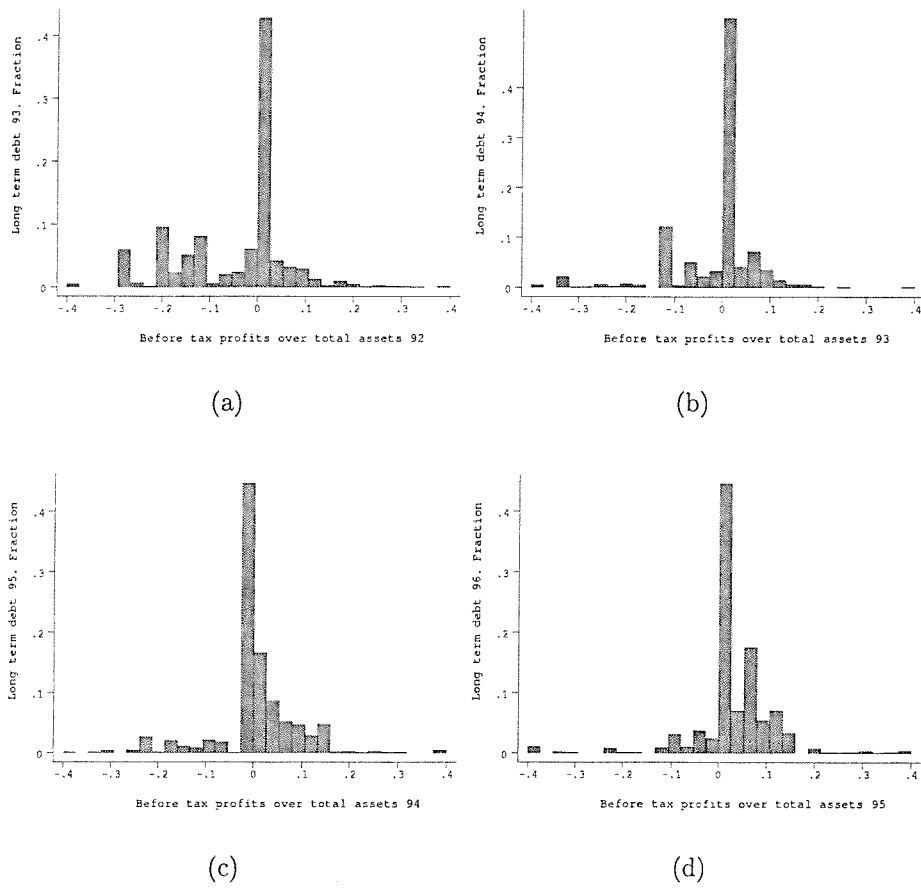 Long term debt 93. Fraction
.4
.3
.2
.1
0
-.4 -.3 -.2 -.1 0 .1 0.2 .3 .4
Before tax profits over total assets 92
(a)
Long term debt 94. Fraction
.4
.3
.2
.1
0
-.4 -.3 -.2 -.1 0 .1 0.2 .3 .4
Before tax profits over total assets 93
(b)
Long term debt 95. Fraction
.4
.3
.2
.1
0
-.4 -.3 -.2 -.1 0 .1 0.2 .3 .4
Before tax profits over total assets 94
(c)
Long term debt 96. Fraction
.4
.3
.2
.1
0
-.4 -.3 -.2 -.1 0 .1 0.2 .3 .4
Before tax profits over total assets 95
(d)